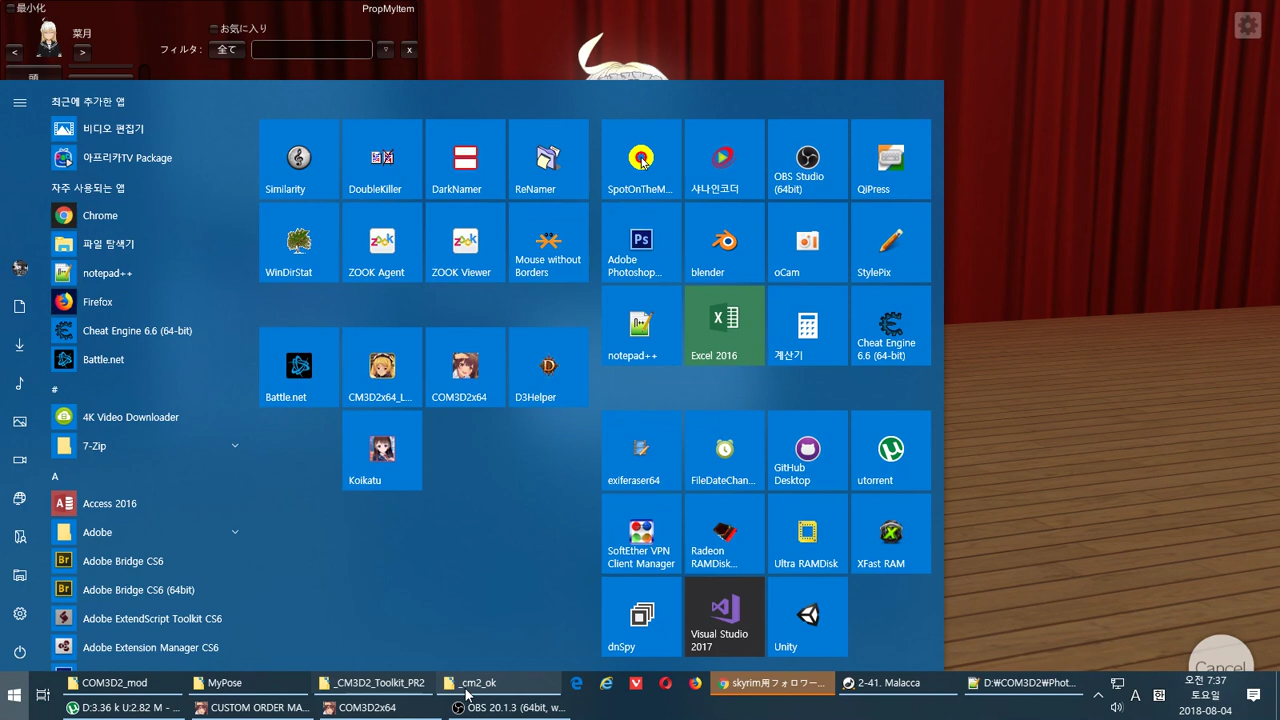 最小化
PropMyItem
お気に入り
葉月
<
>
フィルタ:
全て
▽
x
頭
최근에 추가한 앱
비디오 편집기
아프리카TV Package
자주 사용되는 앱
Chrome
파일 탐색기
notepad++
Firefox
Cheat Engine 6.6 (64-bit)
Battle.net
#
4K Video Downloader
7-Zip
A
Access 2016
Adobe
Adobe Bridge CS6
Adobe Bridge CS6 (64bit)
Adobe ExtendScript Toolkit CS6
Adobe Extension Manager CS6
Similarity
DoubleKiller
DarkNamer
ReNamer
WinDirStat
ZOOK Agent
ZOOK Viewer
Mouse without
Borders
Battle.net
CM3D2x64_L...
COM3D2x64
D3Helper
Koikatu
SpotOnTheM...
샤나인코더
OBS Studio
(64bit)
QiPress
Adobe
Photoshop...
blender
oCam
StylePix
notepad++
Excel 2016
계산기
Cheat Engine
6.6 (64-bit)
exiferaser64
FileDateChan...
GitHub
Desktop
utorrent
SoftEther VPN
Client Manager
Radeon
RAMDisk...
Ultra RAMDisk
XFast RAM
dnSpy
Visual Studio
2017
Unity
Cancel
COM3D2_mod
MyPose
_CM3D2_Toolkit_PR2
_cm2_ok
skyrim用フォロワー...
2-41. Malacca
D:₩COM3D2₩Phot...
D:3.36 k U:2.82 M - ...
CUSTOM ORDER MA...
COM3D2x64
OBS 20.1.3 (64bit, w...
A
한
오전 7:37
토요일
2018-08-04